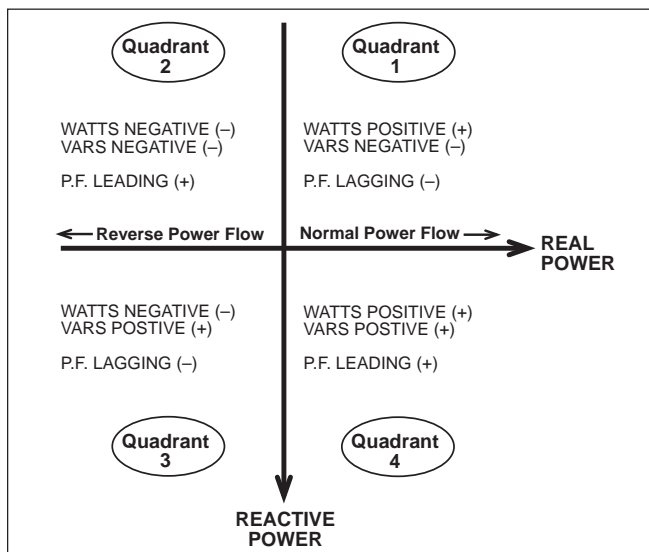 Quadrant
2
Quadrant
1
WATTS NEGATIVE (–)
VARS NEGATIVE (–)
P.F. LEADING (+)
WATTS POSITIVE (+)
VARS NEGATIVE (–)
P.F. LAGGING (–)
Reverse Power Flow
Normal Power Flow
REAL
POWER
WATTS NEGATIVE (–)
VARS POSTIVE (+)
P.F. LAGGING (–)
WATTS POSITIVE (+)
VARS POSTIVE (+)
P.F. LEADING (+)
Quadrant
3
Quadrant
4
REACTIVE
POWER